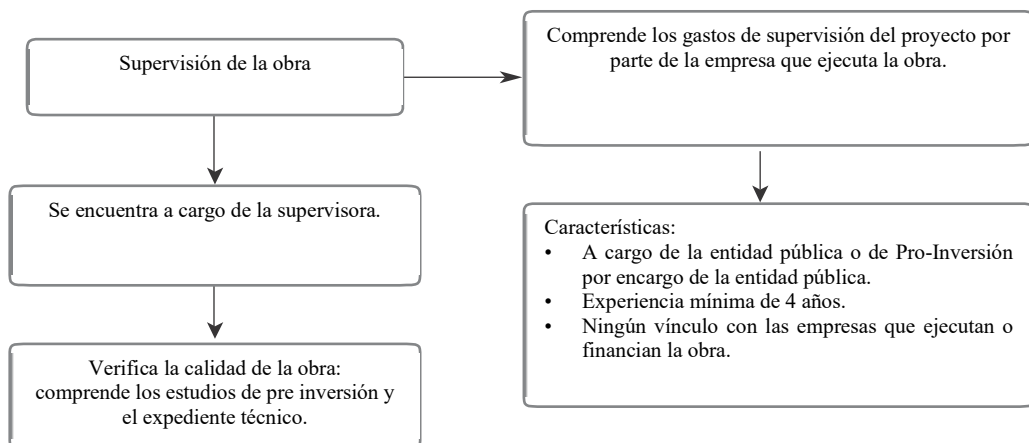 Supervisión de la obra
Comprende los gastos de supervisión del proyecto por
parte de la empresa que ejecuta la obra.
Se encuentra a cargo de la supervisora.
Características:
• A cargo de la entidad pública o de Pro-Inversión
por encargo de la entidad pública.
• Experiencia mínima de 4 años.
• Ningún vínculo con las empresas que ejecutan o
financian la obra.
Verifica la calidad de la obra:
comprende los estudios de pre inversión y
el expediente técnico.